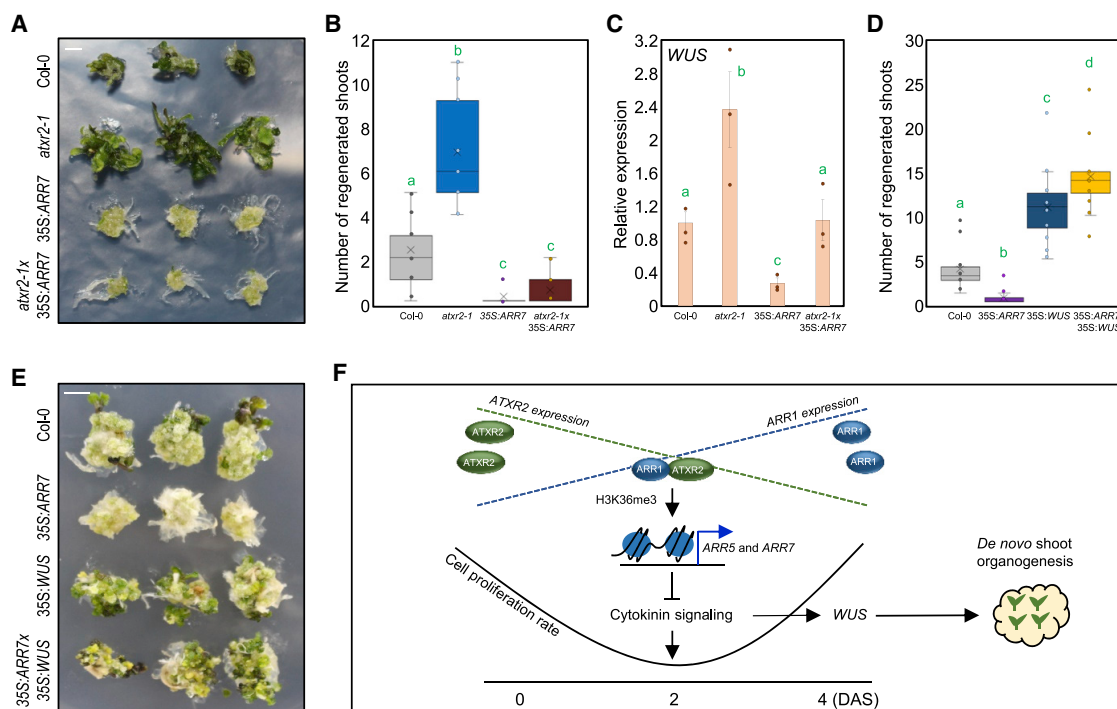 A
Col-0
atxr2-1
35S:ARR7
atxr2-1x
35S:ARR7
B
Number of regenerated shoots
12
10
8
6
4
2
0
a
b
c
c
Col-0
atxr2-1
35S:ARR7
atxr2-1x
35S:ARR7
C
WUS
Relative expression
3.2
2.8
2.4
2.0
1.6
1.2
0.8
0.4
0
a
b
c
a
Col-0
atxr2-1
35S:ARR7
atxr2-1x
35S:ARR7
D
Number of regenerated shoots
30
25
20
15
10
5
0
a
b
c
d
Col-0
35S:ARR7
35S:WUS
35S:ARR7
35S:WUS
E
Col-0
35S:ARR7
35S:WUS
35S:ARR7x
35S:WUS
F
ATXR2 expression
ARR1 expression
ATXR2
ATXR2
ARR1
ATXR2
ARR1
ARR1
H3K36me3
ARR5 and ARR7
Cell proliferation rate
Cytokinin signaling
WUS
De novo shoot
organogenesis
0
2
4 (DAS)